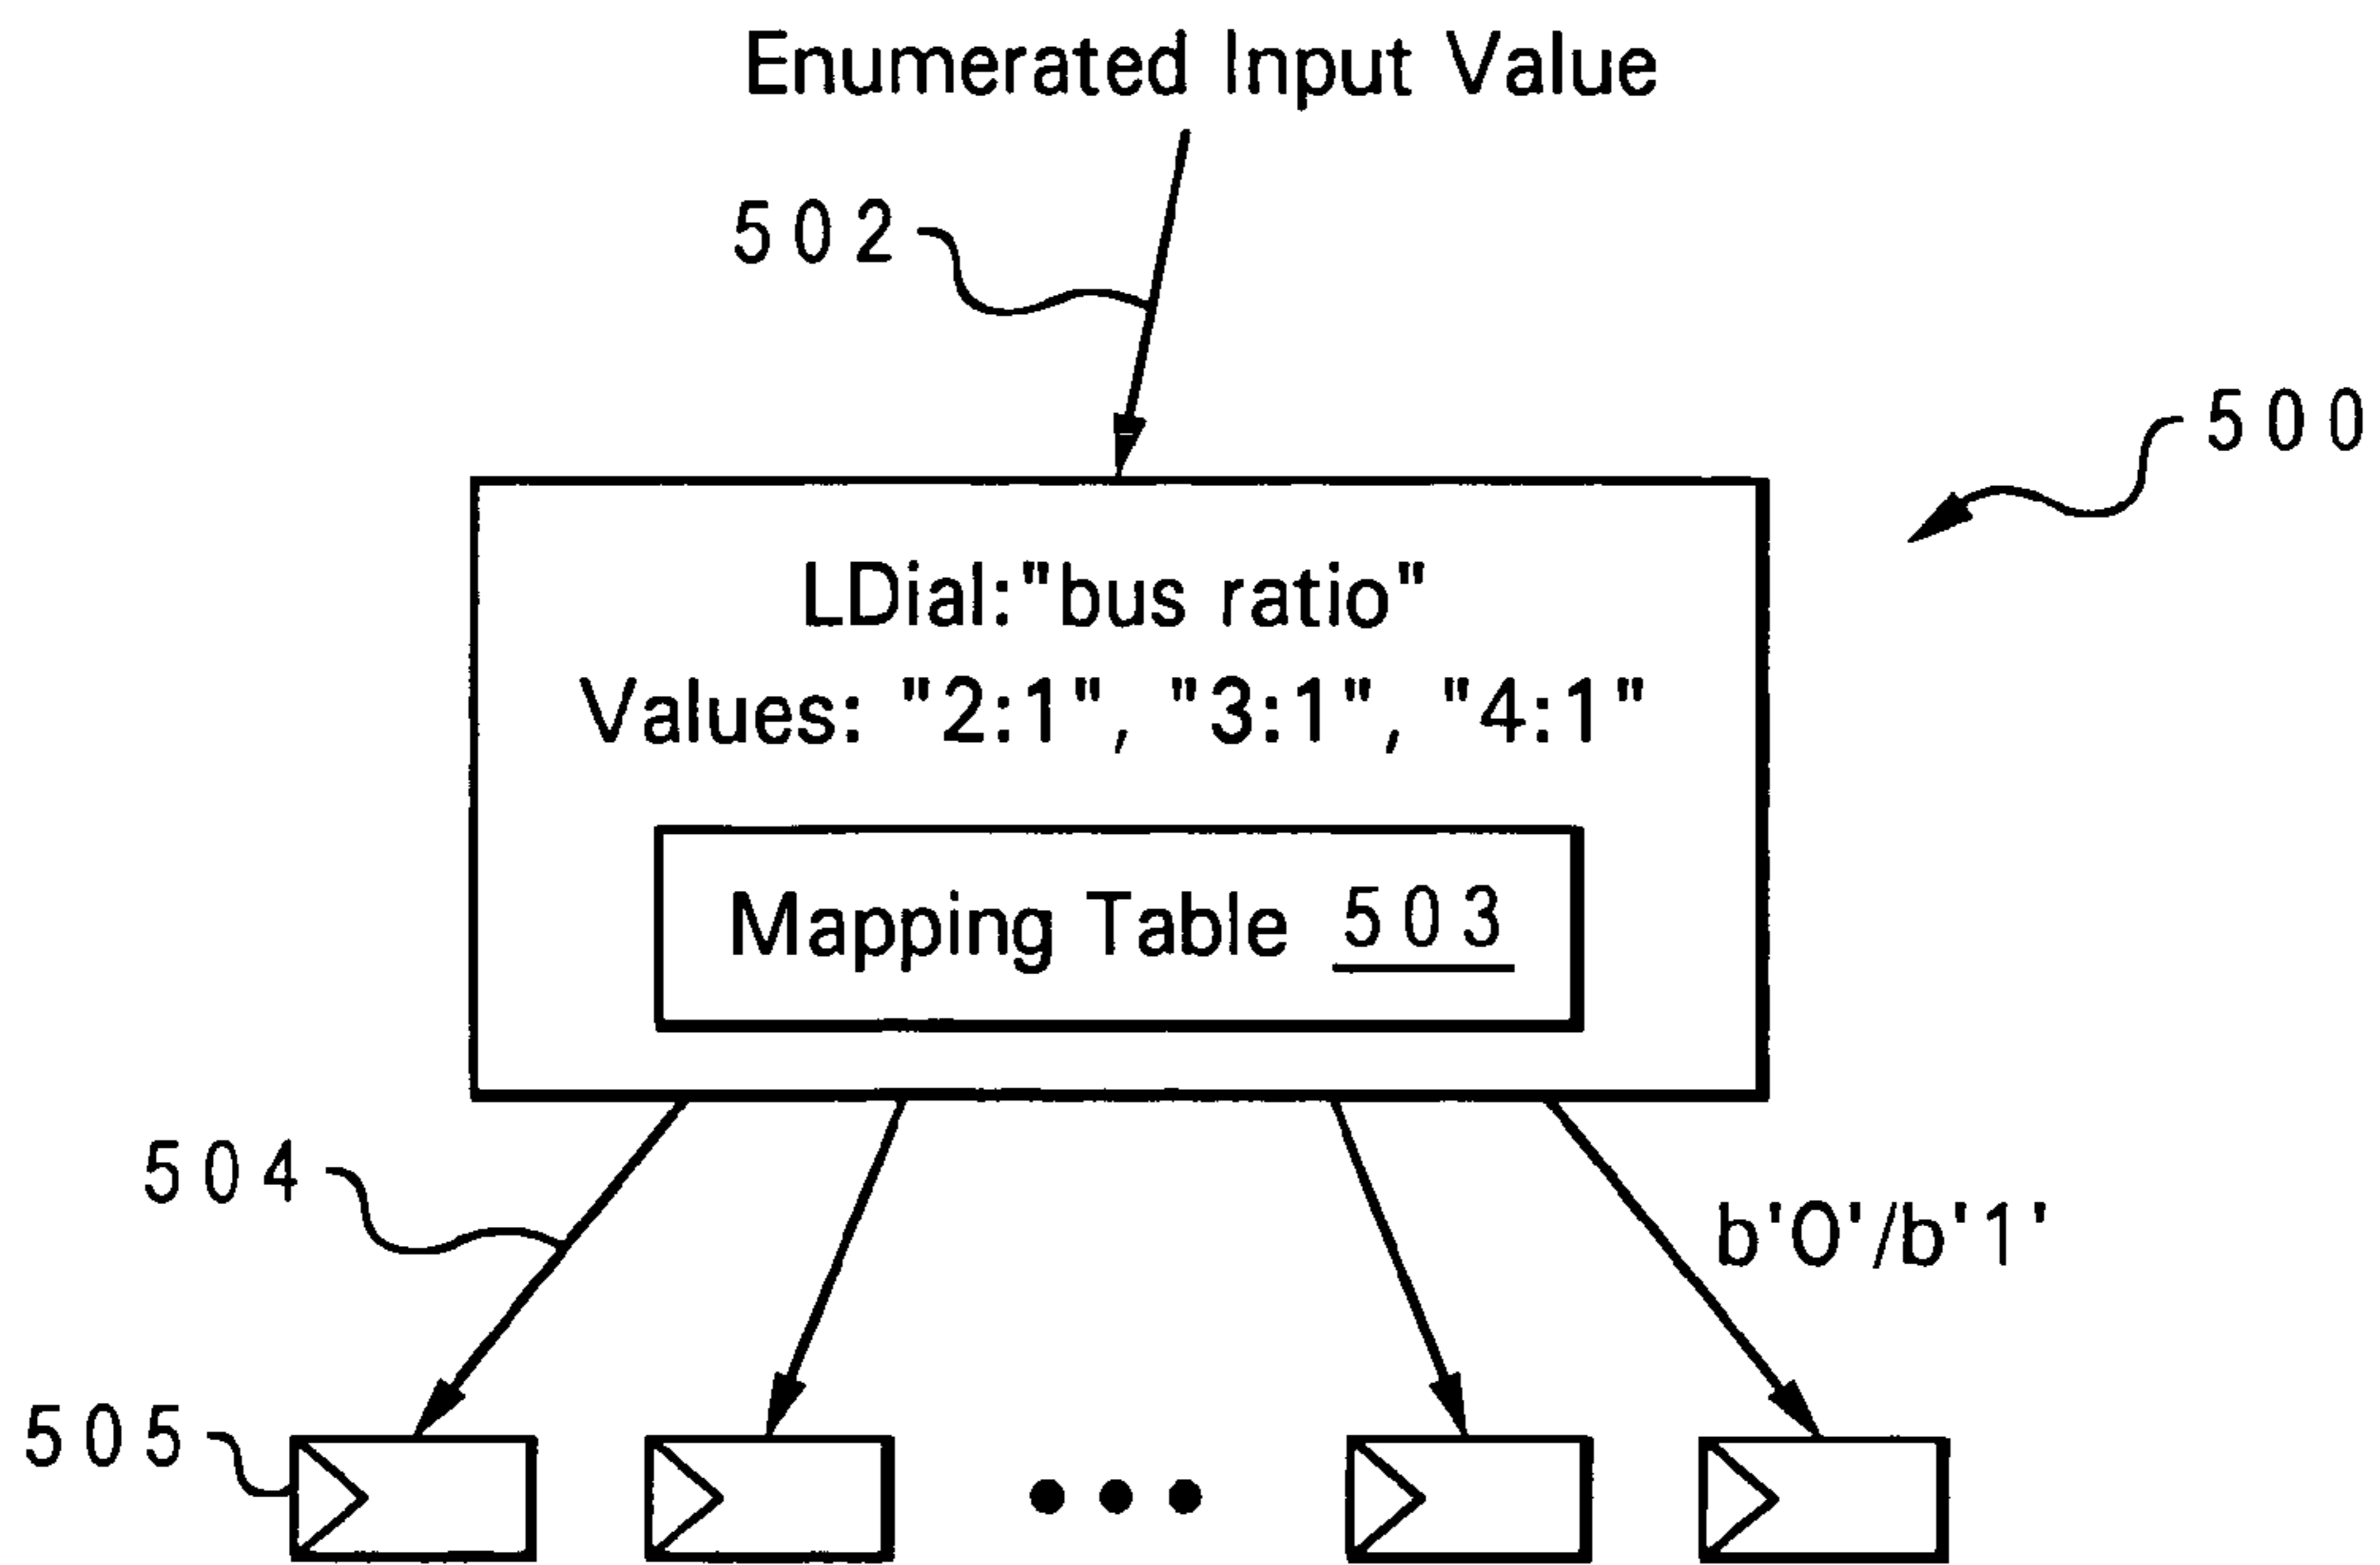 Enumerated Input Value
502
500
LDial:"bus ratio"
Values: "2:1", "3:1", "4:1"
Mapping Table 503
504
b'0'/b'1'
505